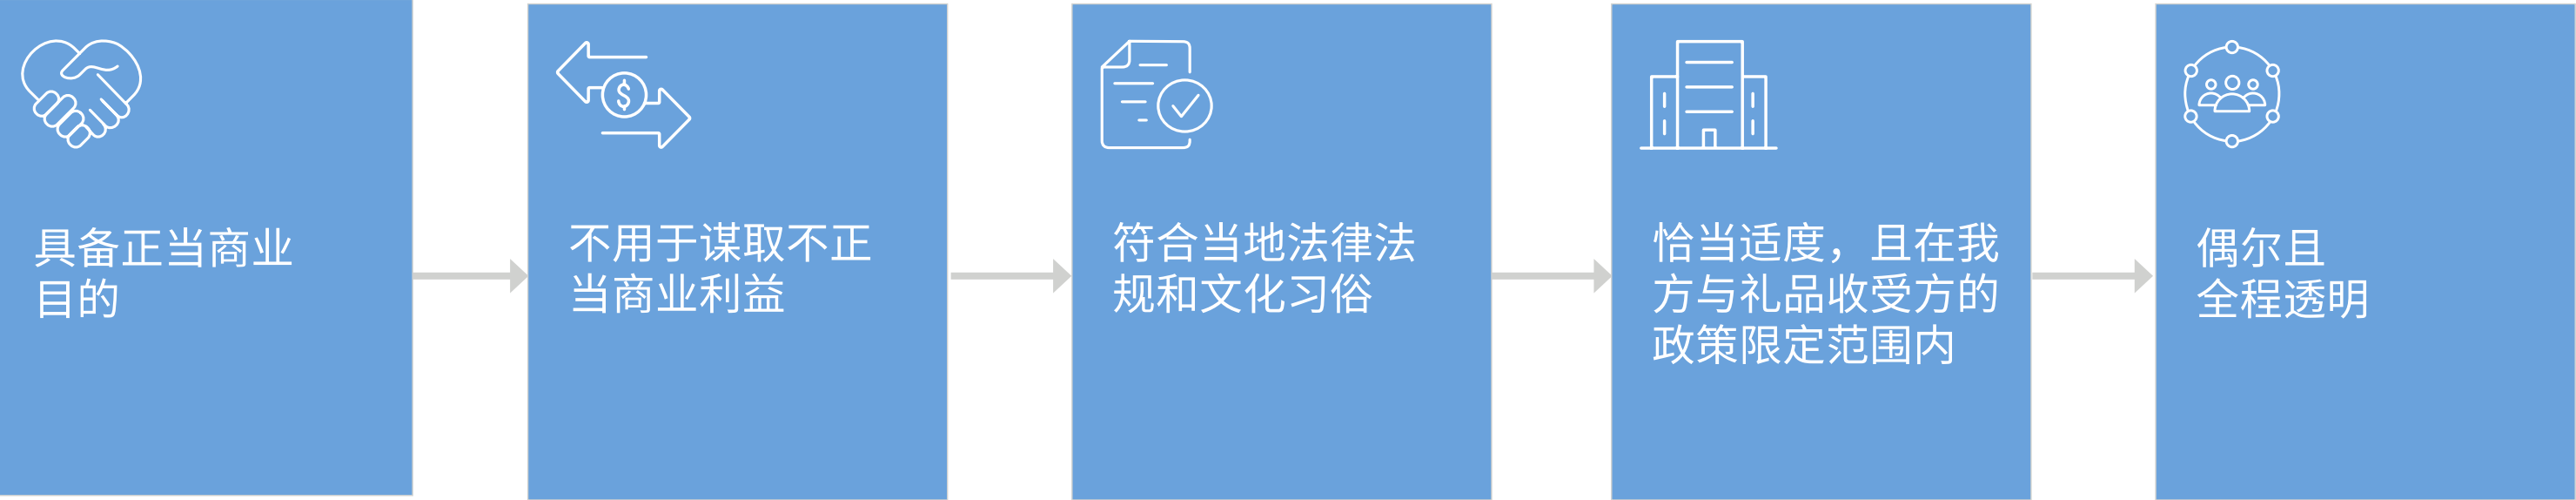 具备正当商业
目的
不用于谋取不正
当商业利益
符合当地法律法
规和文化习俗
恰当适度，且在我
方与礼品收受方的
政策限定范围内
偶尔且
全程透明